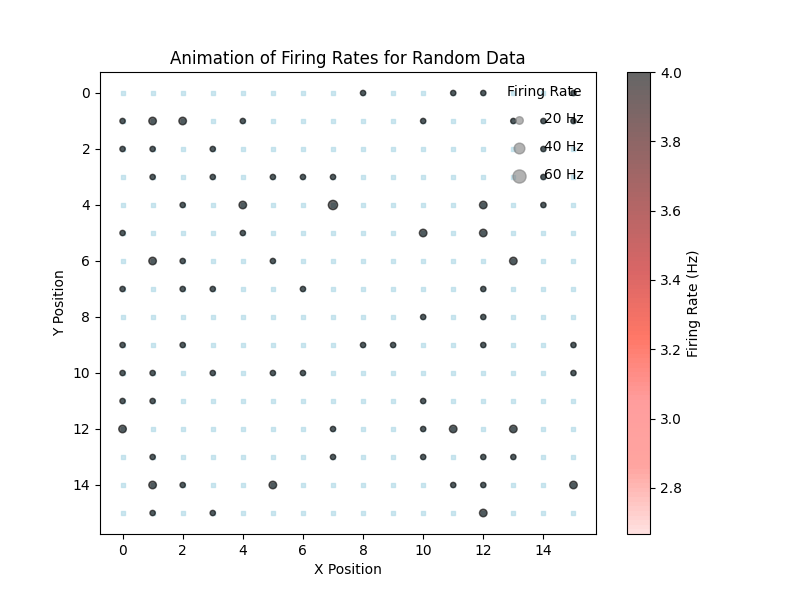 Animation of Firing Rates for Random Data
Firing Rate
20 Hz
40 Hz
60 Hz
0
2
4
6
8
10
12
14
Y Position
0 2 4 6 8 10 12 14
X Position
4.0
3.8
3.6
3.4
3.2
3.0
2.8
Firing Rate (Hz)